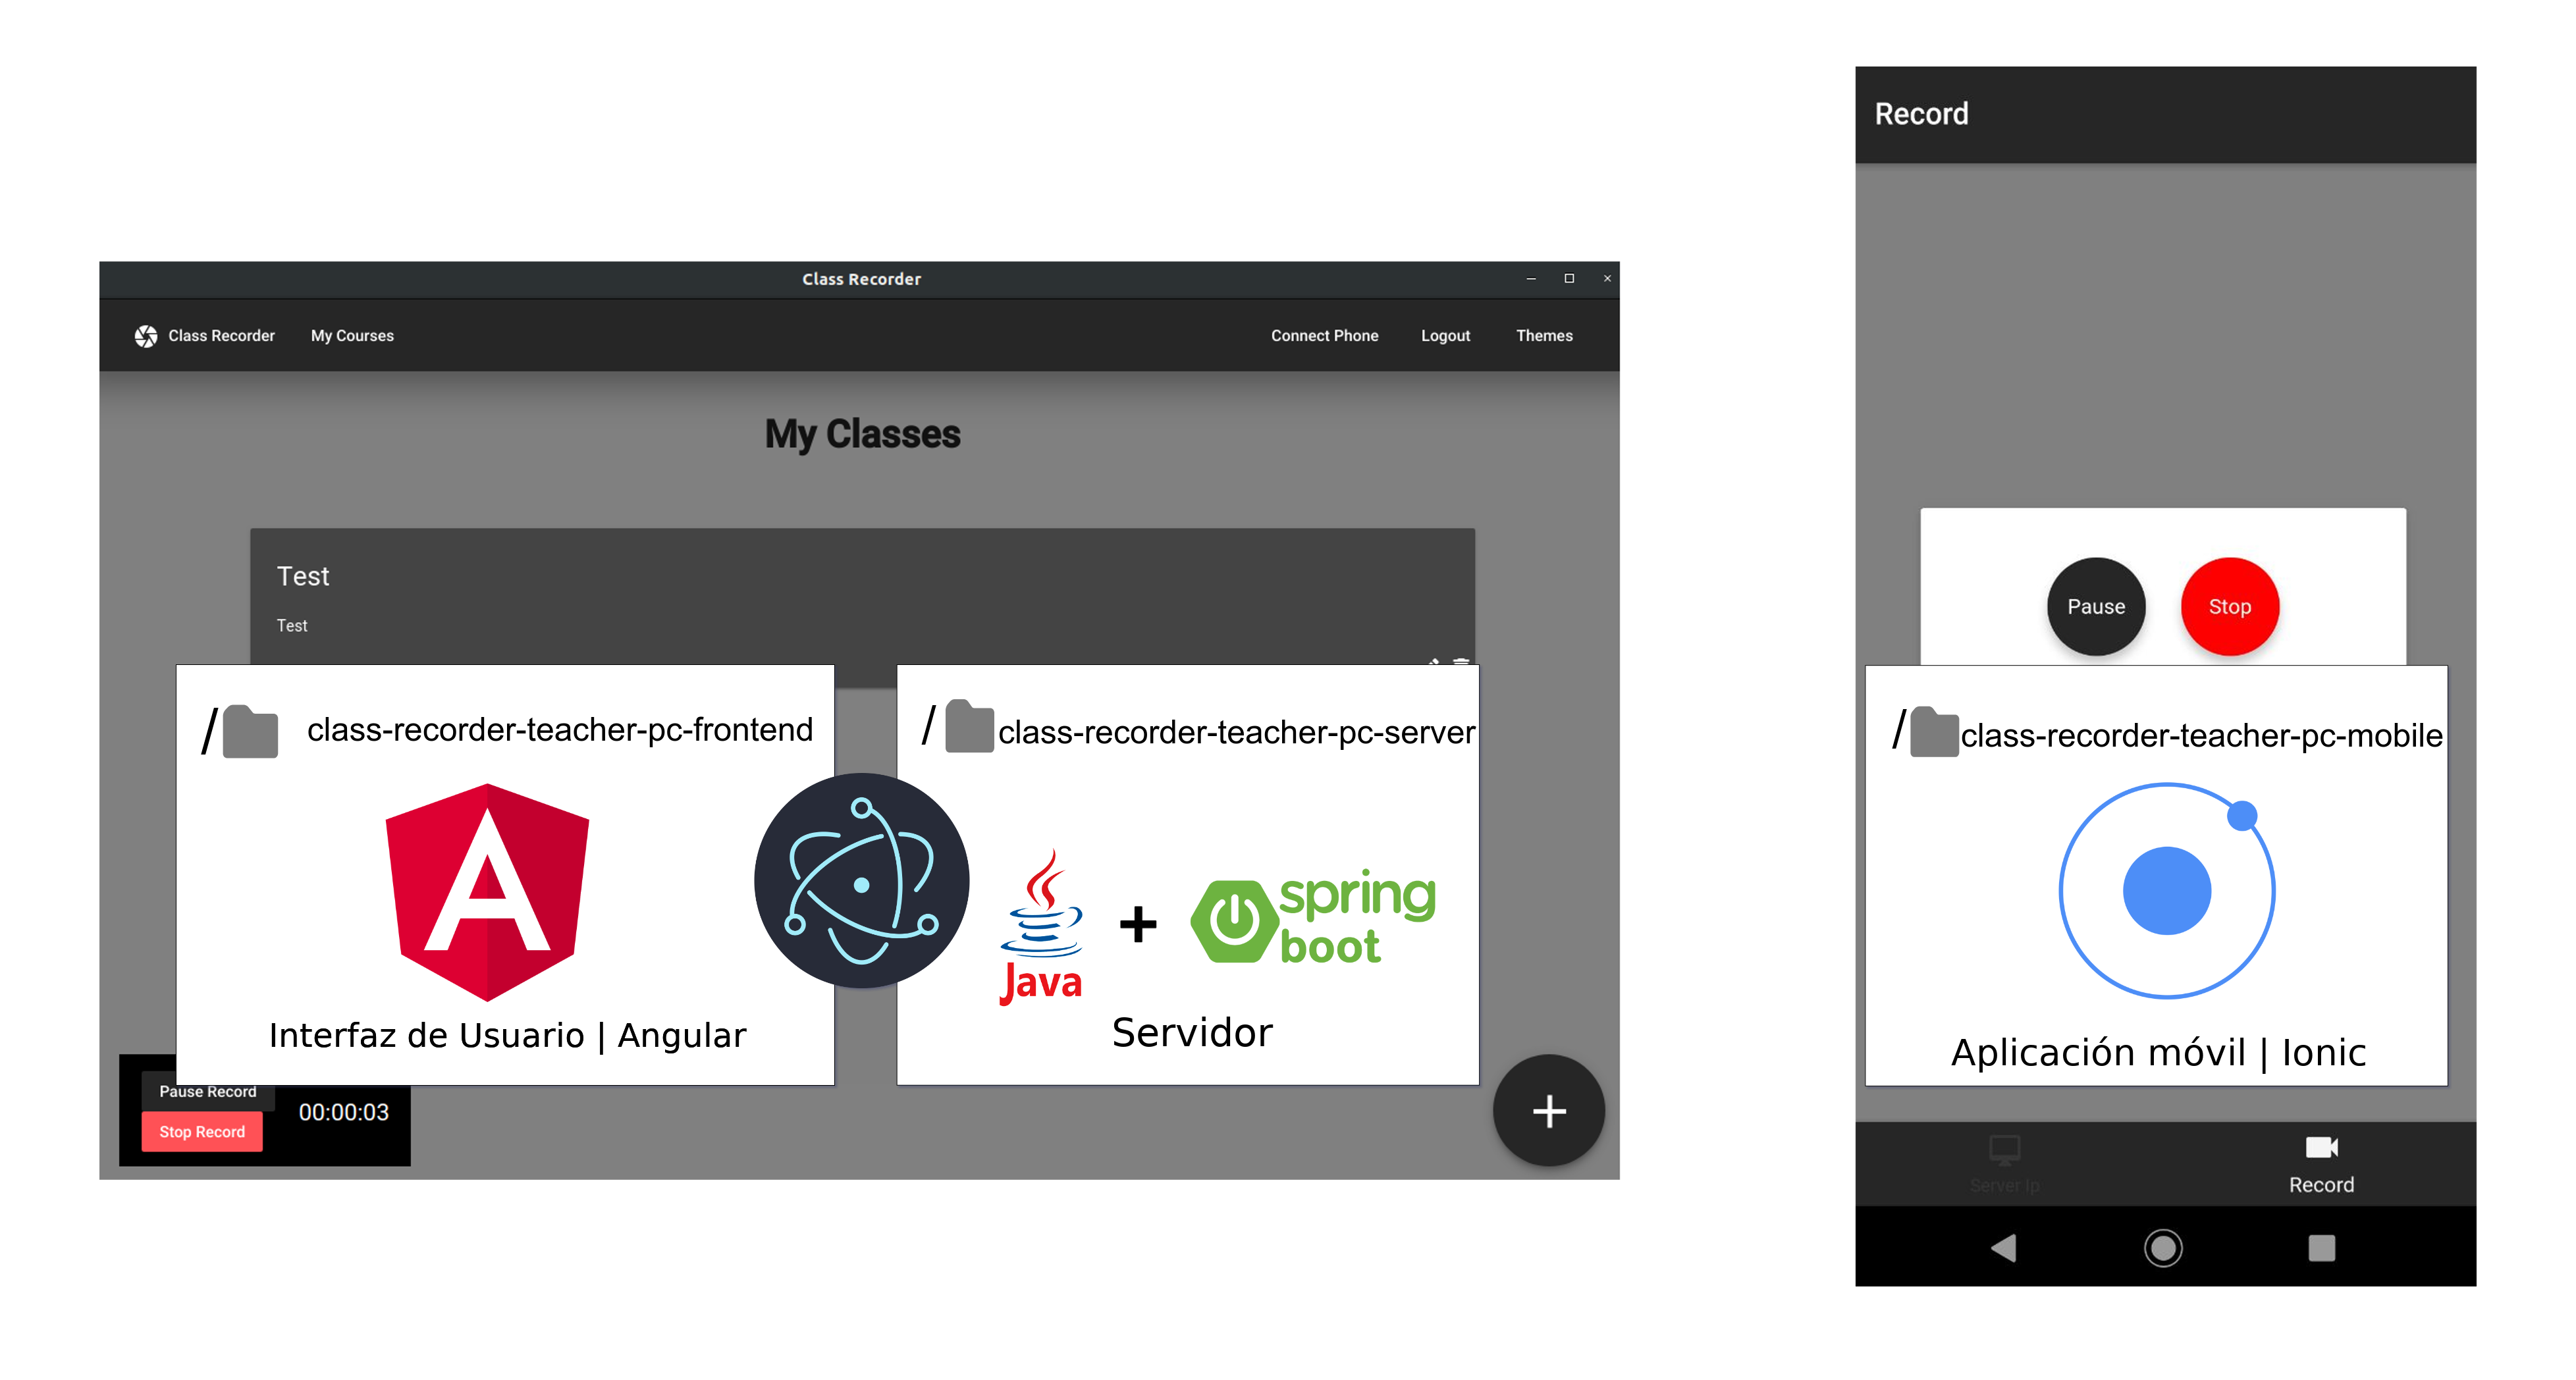 Class Recorder
Class Recorder
My Courses
Connect Phone
Logout
Themes
My Classes
Test
Test
/ class-recorder-teacher-pc-frontend
Interfaz de Usuario | Angular
/ class-recorder-teacher-pc-server
Java
+
spring
boot
Servidor
Pause Record
Stop Record
00:00:03
+
Record
Pause
Stop
/ class-recorder-teacher-pc-mobile
Aplicación móvil | Ionic
Server Ip
Record